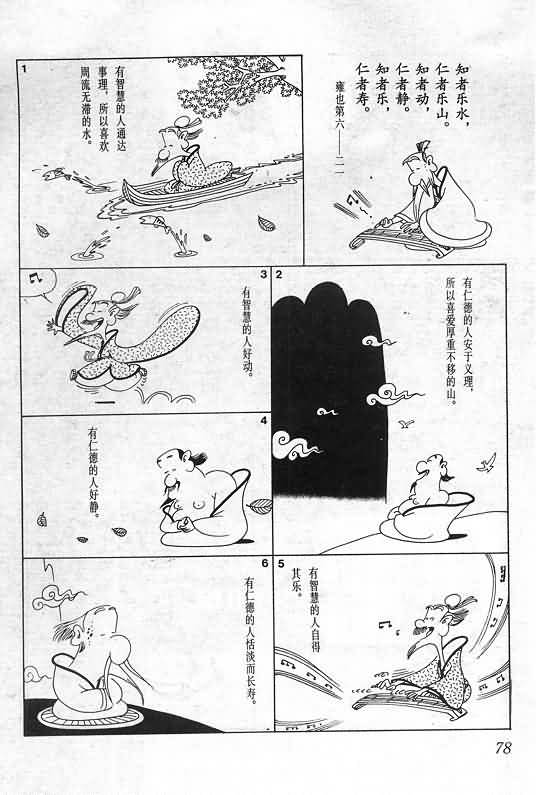 知者乐水，
仁者乐山。
知者动，
仁者静。
知者乐，
仁者寿。
雍也第六——二一
1
有智慧的人通达
事理，所以喜欢
周流无滞的水。
2
有仁德的人安于义理，
所以喜爱厚重不移的山。
3
有智慧的人好动。
4
有仁德的人好静。
5
有智慧的人自得
其乐。
6
有仁德的人恬淡而长寿。
78